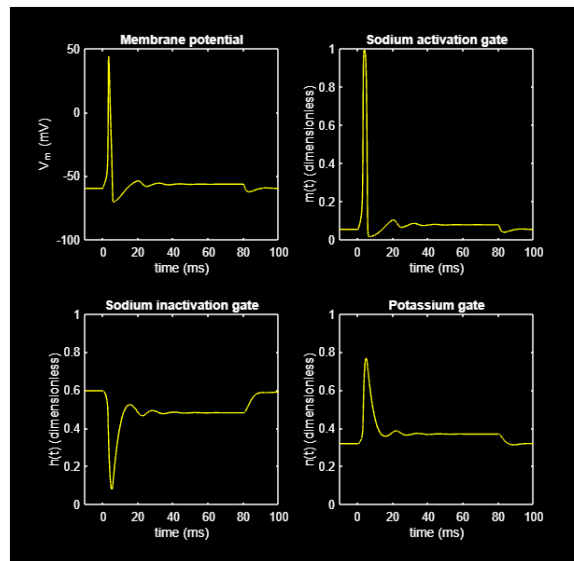 Membrane potential
50
0
-50
-100
V_m (mV)
0 20 40 60 80 100
time (ms)
Sodium activation gate
1
0.8
0.6
0.4
0.2
0
m(t) (dimensionless)
0 20 40 60 80 100
time (ms)
Sodium inactivation gate
1
0.8
0.6
0.4
0.2
0
h(t) (dimensionless)
0 20 40 60 80 100
time (ms)
Potassium gate
1
0.8
0.6
0.4
0.2
0
n(t) (dimensionless)
0 20 40 60 80 100
time (ms)